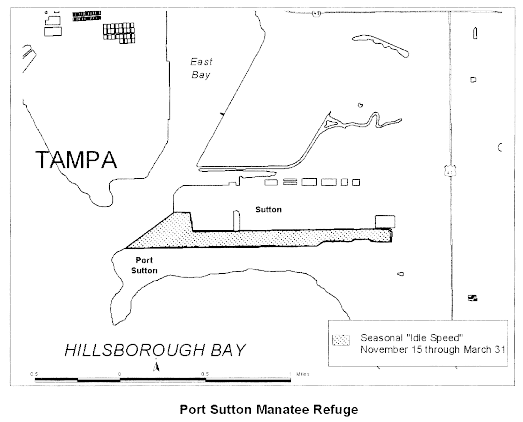 East
Bay
TAMPA
Sutton
Port
Sutton
Seasonal "Idle Speed"
November 15 through March 31
HILLSBOROUGH BAY
0.5 0 0.5 1 Miles
Port Sutton Manatee Refuge